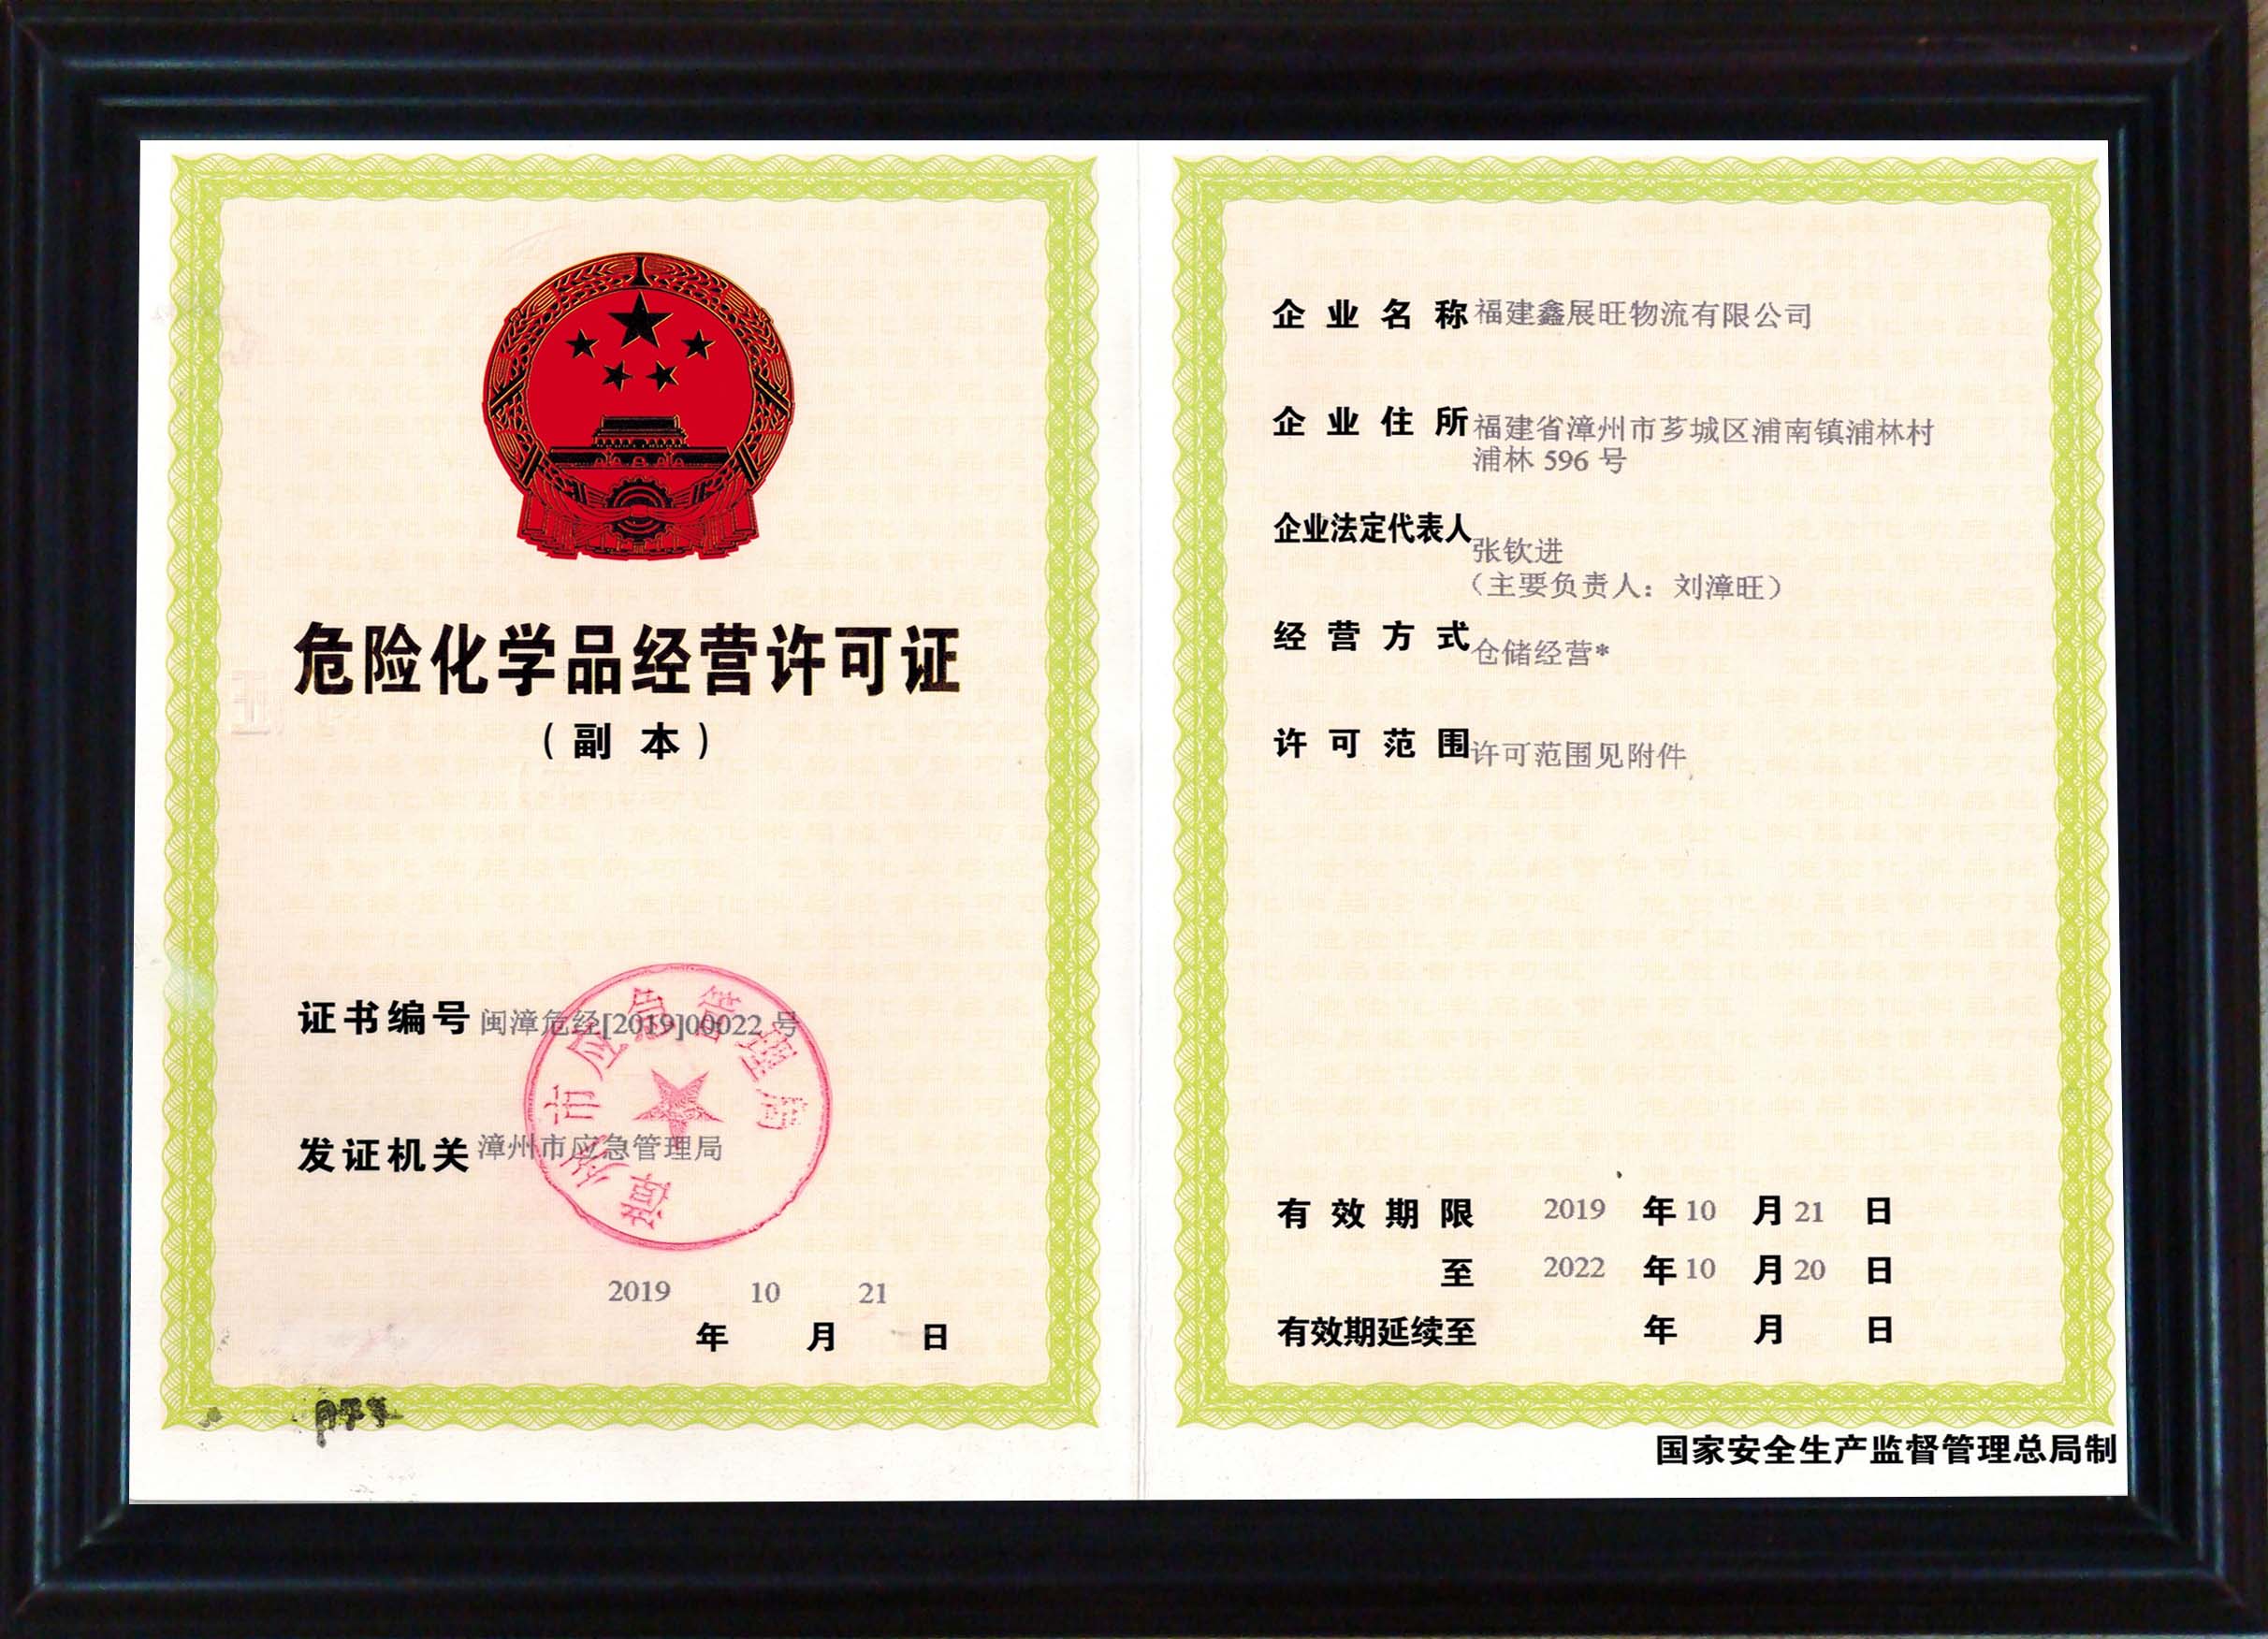 危险化学品经营许可证
（副 本）
证书编号 闽漳危经[2019]00022 号
漳州市应急管理局
发证机关 漳州市应急管理局
2019 10 21
年 月 日
企业名称 福建鑫展旺物流有限公司
企业住所 福建省漳州市芗城区浦南镇浦林村
浦林 596 号
企业法定代表人 张钦进
（主要负责人：刘漳旺）
经营方式 仓储经营*
许可范围 许可范围见附件
有效期限 2019 年 10 月 21 日
至 2022 年 10 月 20 日
有效期延续至 年 月 日
国家安全生产监督管理总局制